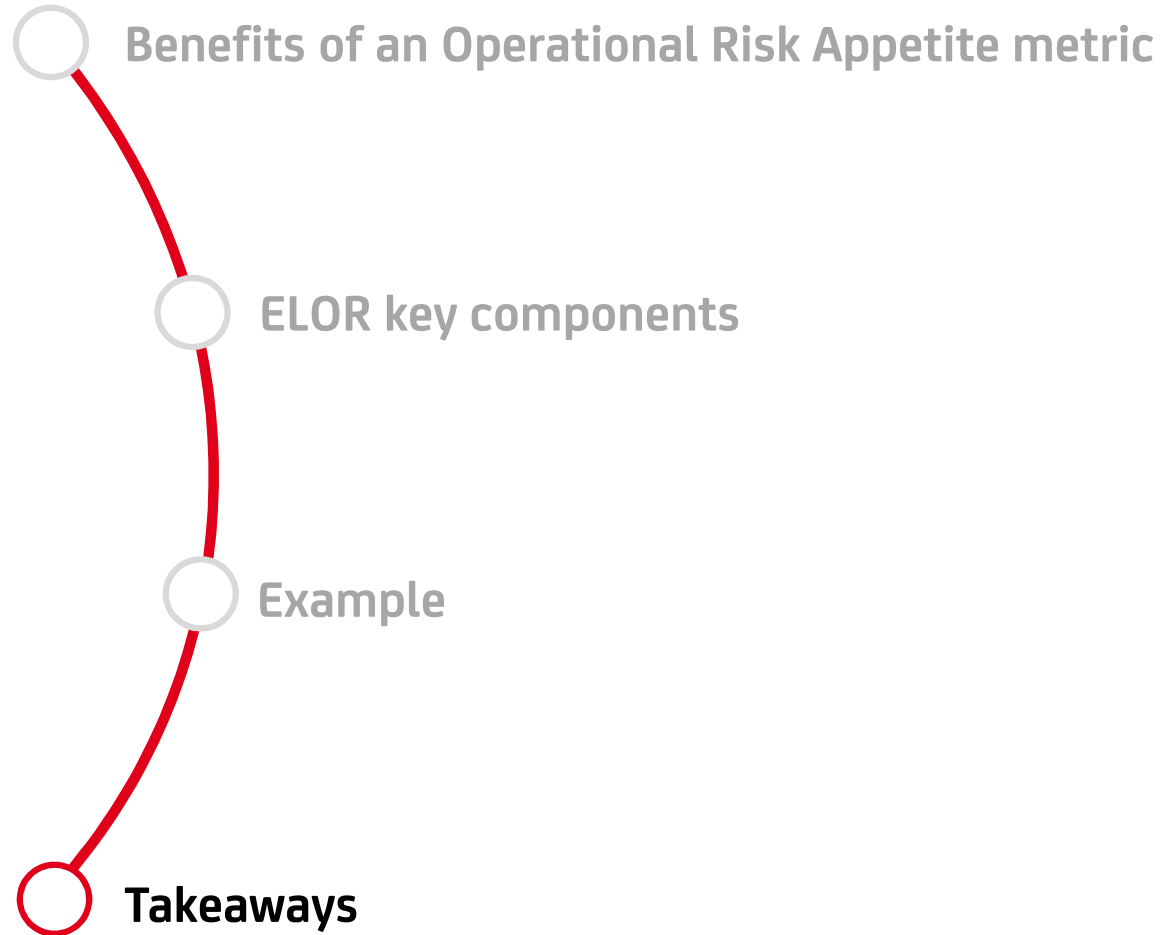 Benefits of an Operational Risk Appetite metric
ELOR key components
Example
Takeaways